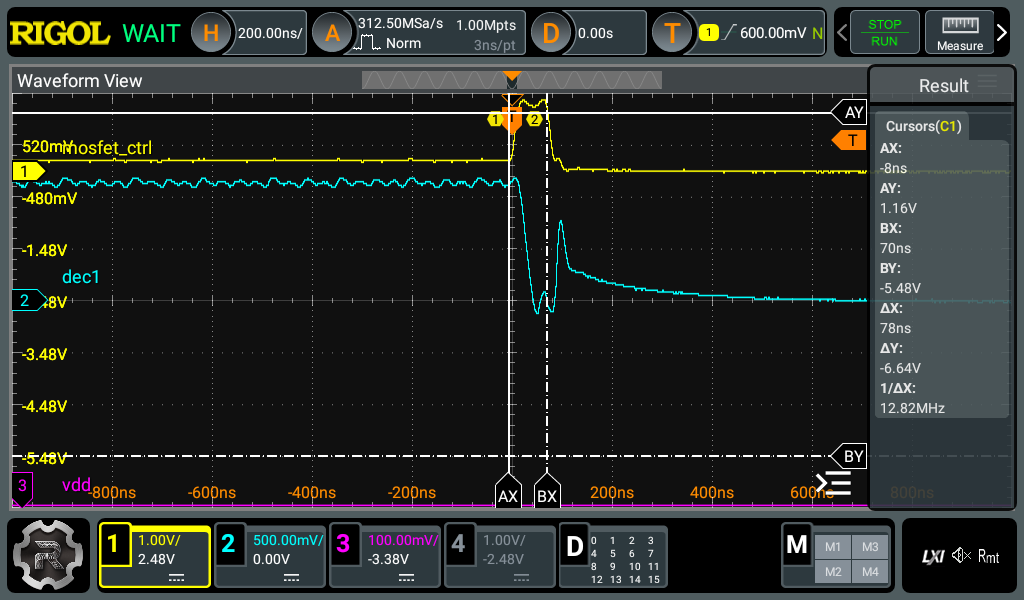 RIGOL WAIT H 200.00ns/ A 312.50MSa/s 1.00Mpts
Norm 3ns/pt
D 0.00s T 1 600.00mV N
STOP
RUN
Measure
Waveform View
Result
Cursors(C1)
AX:
-8ns
AY:
1.16V
BX:
70ns
BY:
-5.48V
ΔX:
78ns
ΔY:
-6.64V
1/ΔX:
12.82MHz
1 T 2
AY
T
520mV
mosfet_ctrl
1
-480mV
-1.48V
dec1
2
-3.48V
-4.48V
-5.48V
BY
3 vdd
-800ns -600ns -400ns -200ns AX BX 200ns 400ns 600ns 800ns
1 1.00V/
2.48V
2 500.00mV/
0.00V
3 100.00mV/
-3.38V
4 1.00V/
-2.48V
D 0 1 2 3
4 5 6 7
8 9 10 11
12 13 14 15
M M1 M3
M2 M4
LXI Rmt